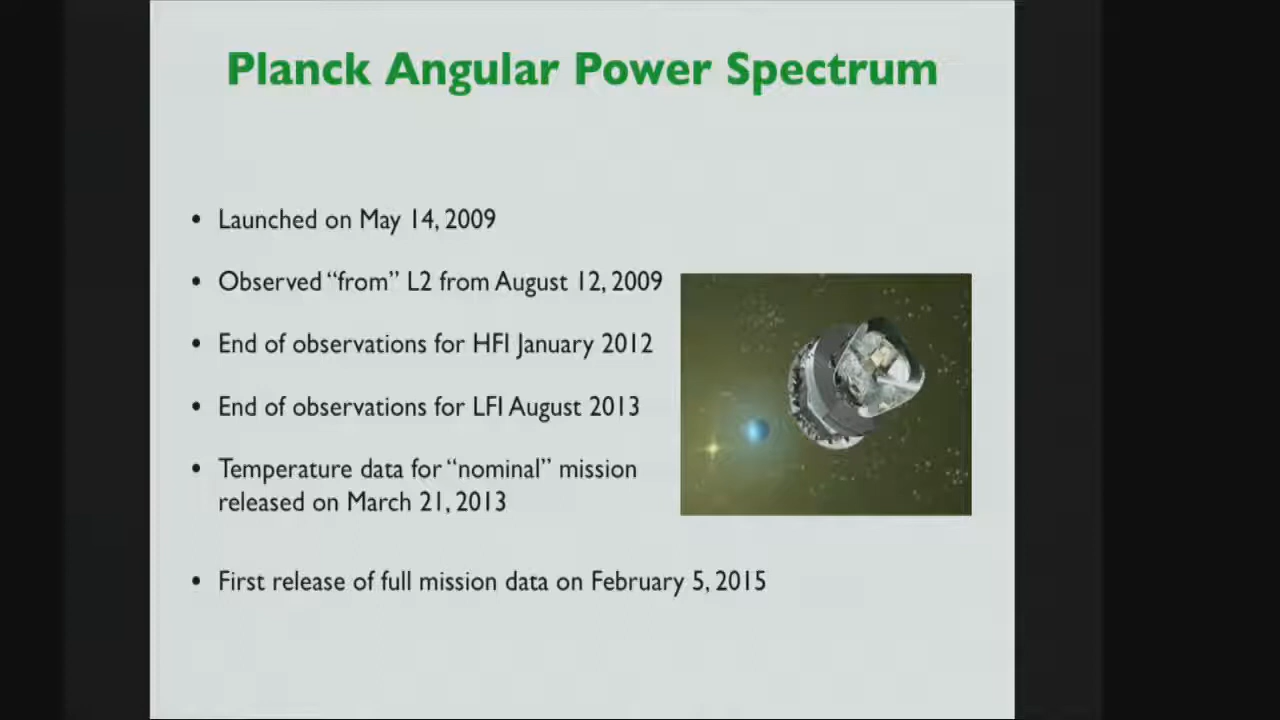 Planck Angular Power Spectrum
• Launched on May 14, 2009
• Observed “from” L2 from August 12, 2009
• End of observations for HFI January 2012
• End of observations for LFI August 2013
• Temperature data for “nominal” mission
released on March 21, 2013
• First release of full mission data on February 5, 2015